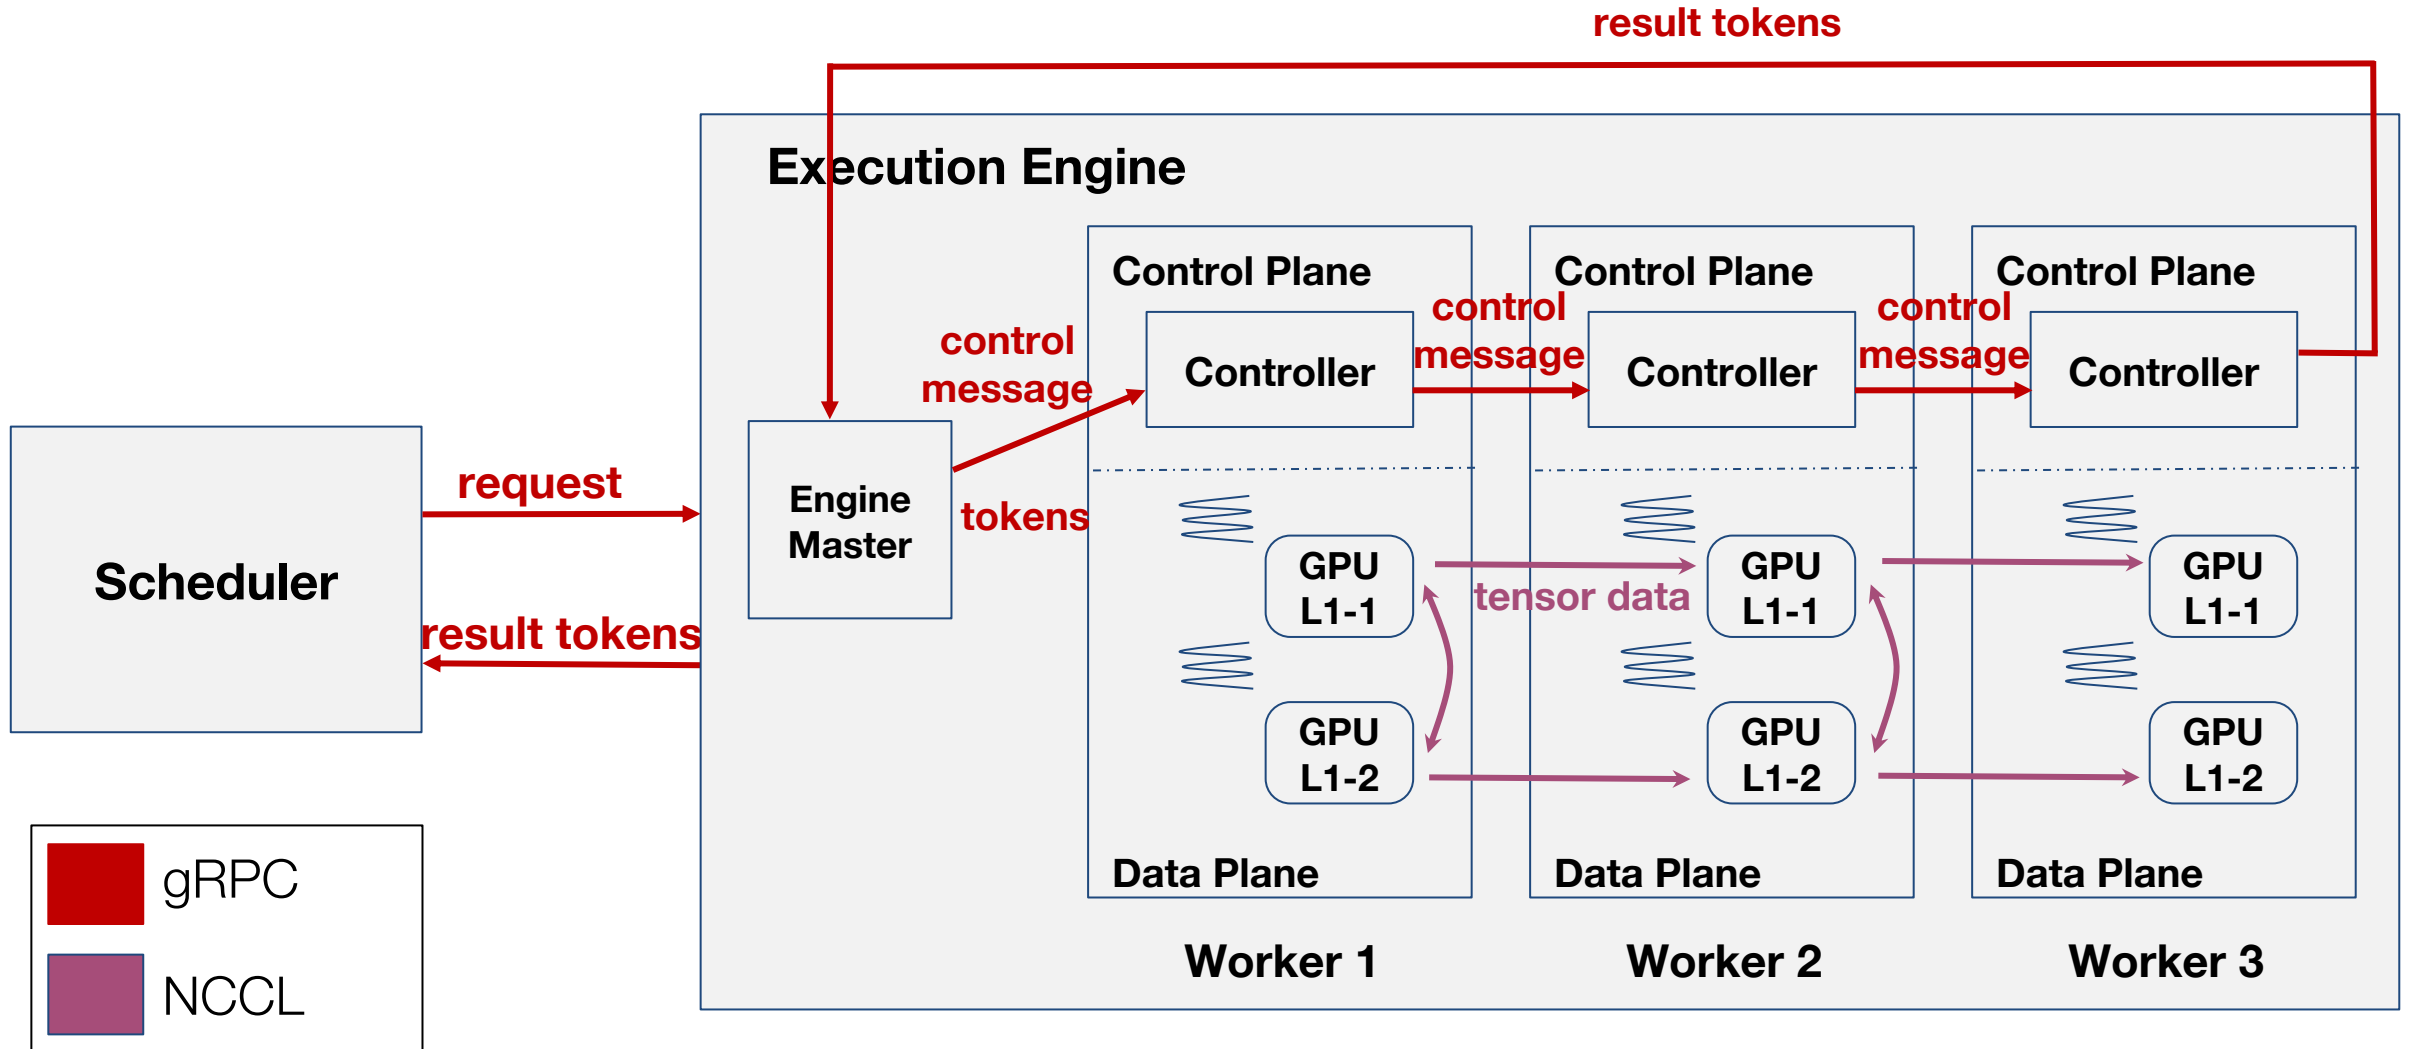 result tokens
Execution Engine
Control Plane
Control Plane
Control Plane
control
message
control
message
control
message
Controller
Controller
Controller
request
Engine
Master
tokens
Scheduler
result tokens
GPU
L1-1
tensor data
GPU
L1-1
GPU
L1-1
GPU
L1-2
GPU
L1-2
GPU
L1-2
Data Plane
Data Plane
Data Plane
Worker 1
Worker 2
Worker 3
gRPC
NCCL